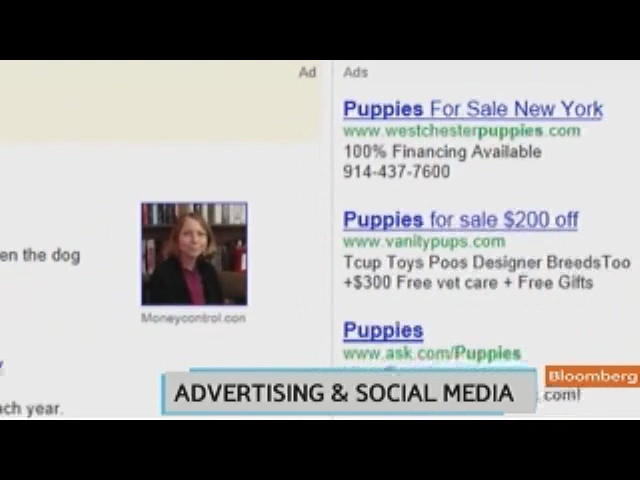 Ad
en the dog
Moneycontrol.con
ach year.
Ads
Puppies For Sale New York
www.westchesterpuppies.com
100% Financing Available
914-437-7600
Puppies for sale $200 off
www.vanitypups.com
Tcup Toys Poos Designer BreedsToo
+$300 Free vet care + Free Gifts
Puppies
www.ask.com/Puppies
com!
ADVERTISING & SOCIAL MEDIA
Bloomberg